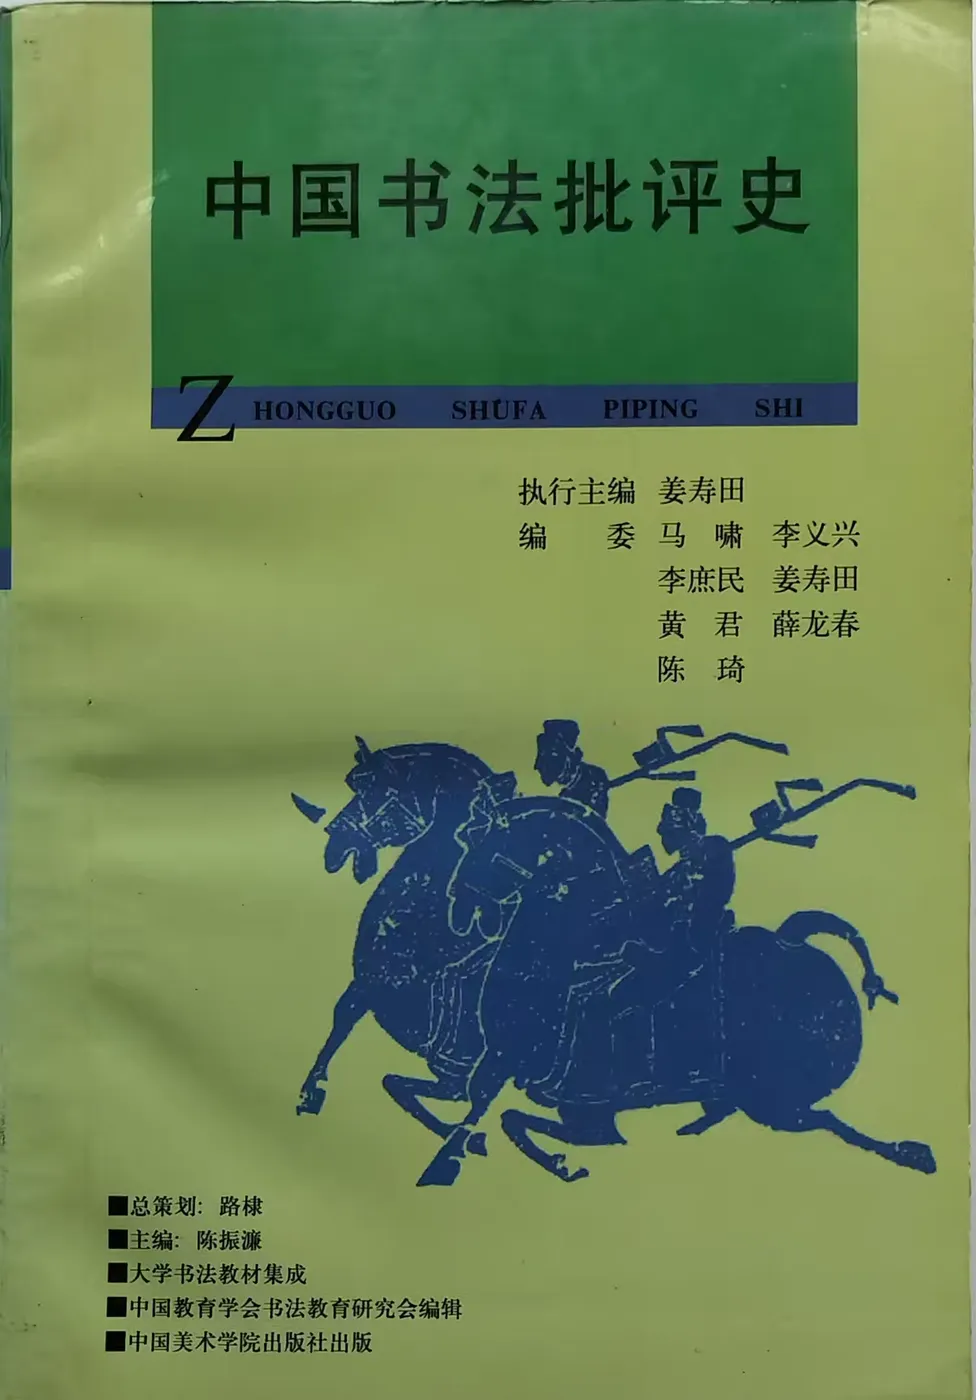 中国书法批评史
ZHONGGUO SHUFA PIPING SHI
执行主编 姜寿田
编 委 马 啸 李义兴
李庶民 姜寿田
黄 君 薛龙春
陈 琦
■总策划: 路棣
■主编: 陈振濂
■大学书法教材集成
■中国教育学会书法教育研究会编辑
■中国美术学院出版社出版